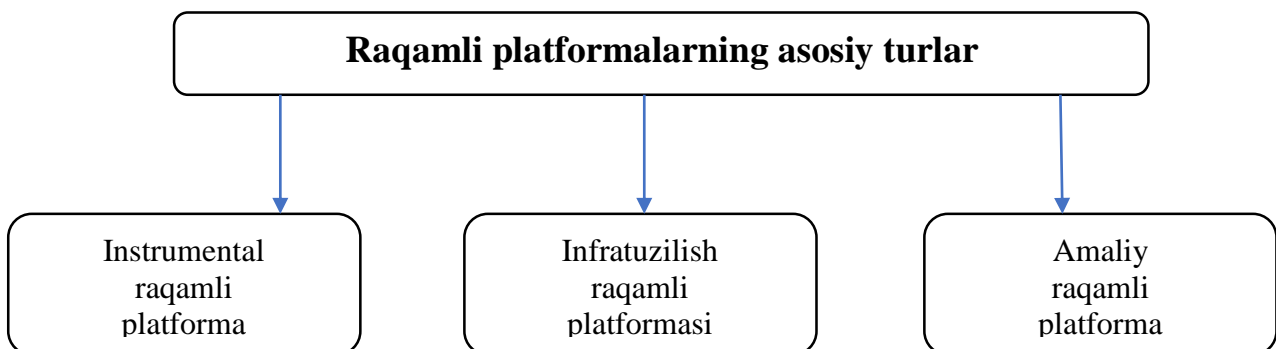 Raqamli platformalarning asosiy turlar
Instrumental
raqamli
platforma
Infratuzilish
raqamli
platformasi
Amaliy
raqamli
platforma